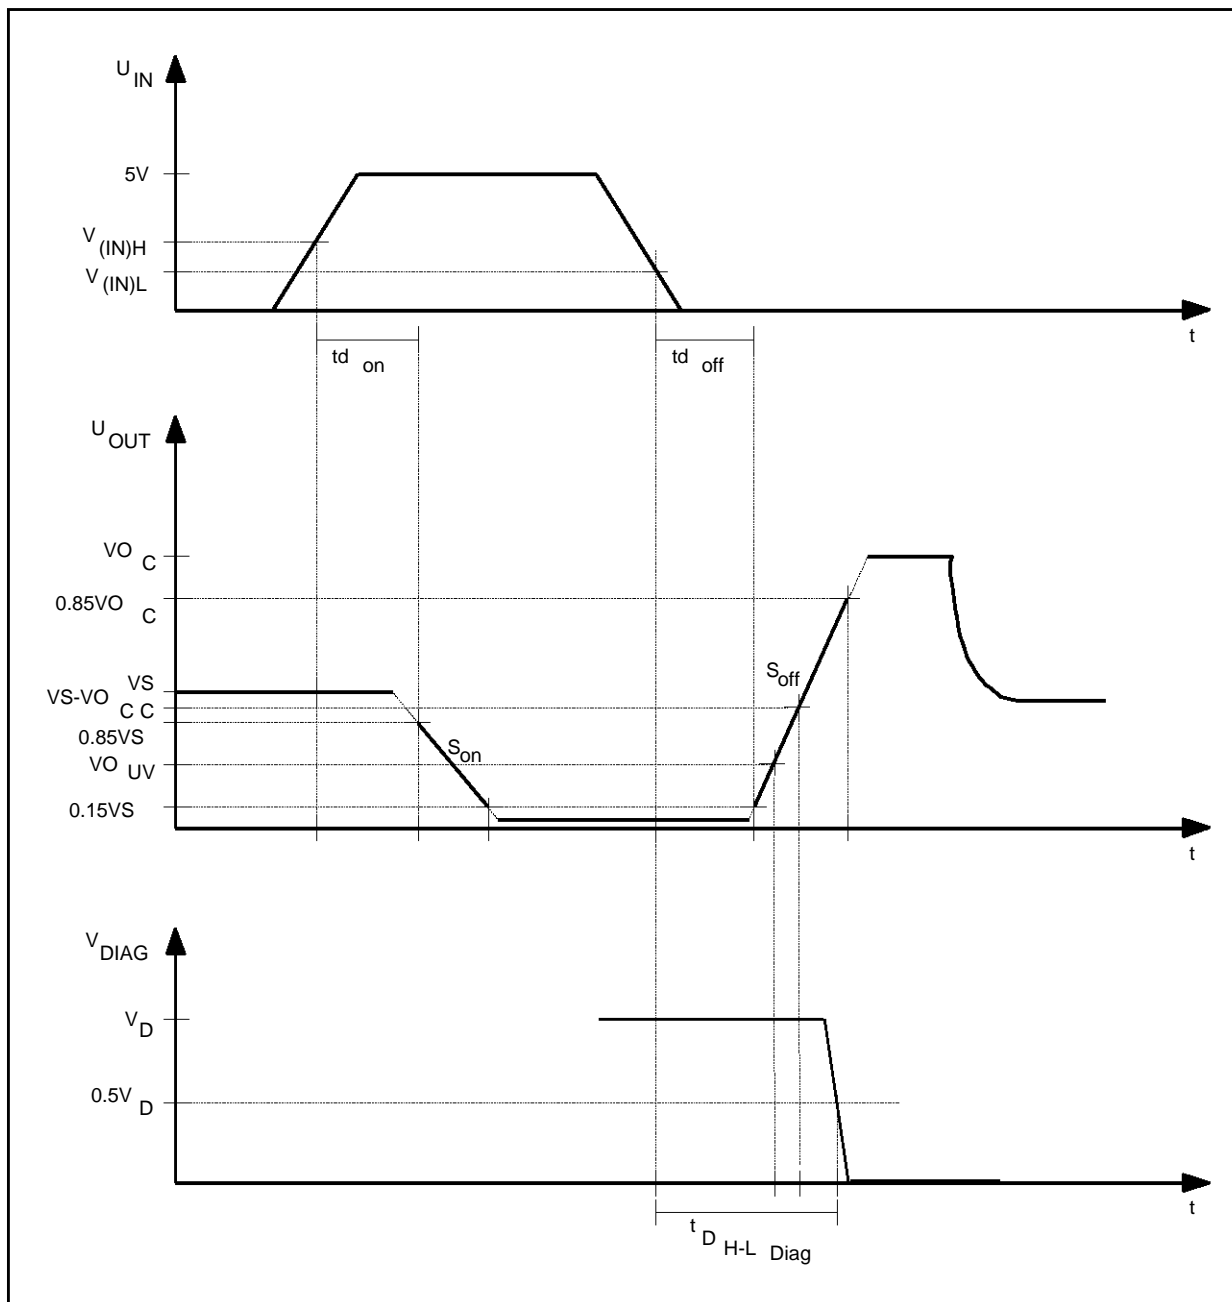 U IN
5V
V (IN)H
V (IN)L
t
td on
td off
U OUT
VO C
0.85VO C
S off
VS
VS-VO C C
0.85VS
S on
VO UV
0.15VS
t
V DIAG
V D
0.5V D
t
t D H-L Diag